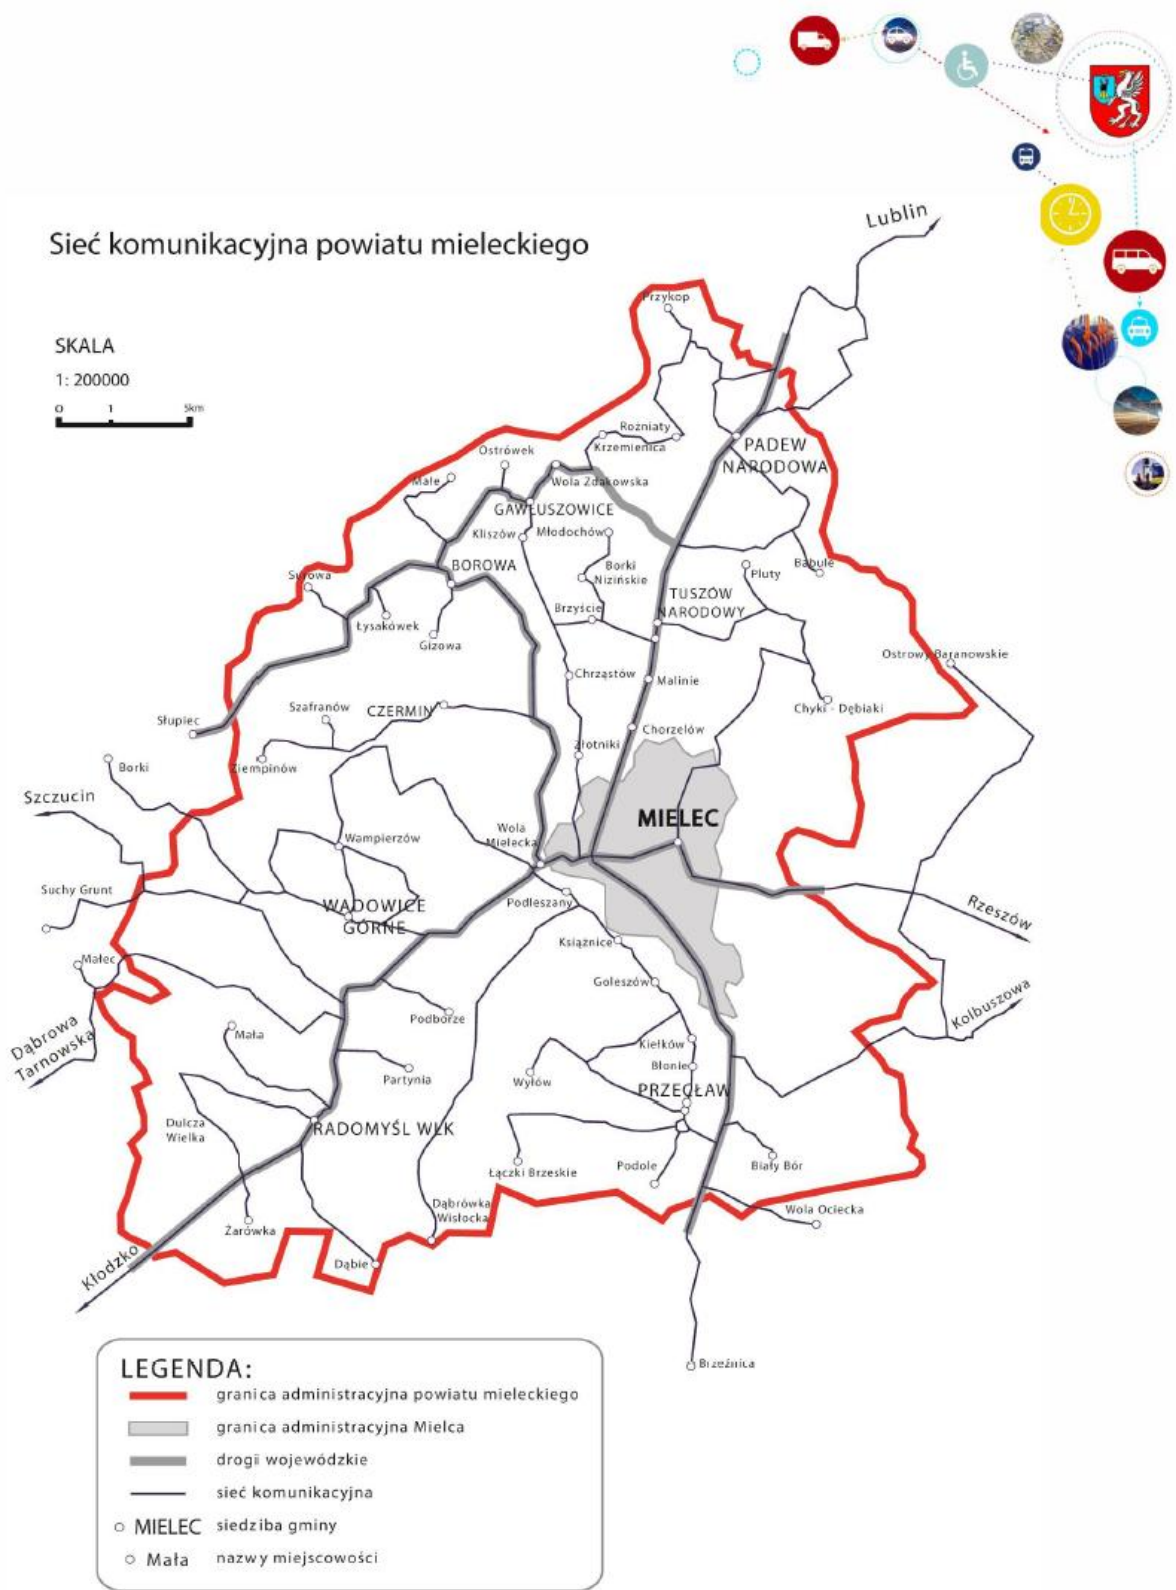 Lublin
Sieć komunikacyjna powiatu mieleckiego
SKALA
1: 200000
0 1 5km
Przykop
Rożniaty
Krzemienica
PADEW
NARODOWA
Ostrówek
Małe
Wola Zdakowska
GAWŁUSZOWICE
Kliszów
Młodochów
BOROWA
Borki
Nizińskie
Babule
Pluty
Surowa
TUSZÓW
NARODOWY
Brzyście
Łysakówek
Gizowa
Ostrowy Baranowskie
Chrząstów
Malinie
Chyki - Dębiaki
Szafranów
CZERMIN
Słupiec
Chorzelów
Złotniki
Borki
Ziempinów
Szczucin
MIELEC
Wola
Mielecka
Wampierzów
Suchy Grunt
WADOWICE
GÓRNE
Podleszany
Rzeszów
Książnice
Małec
Goleszów
Kolbuszowa
Podborze
Dąbrowa
Tarnowska
Mała
Kiełków
Błonie
Partynia
Wyłów
PRZECŁAW
Dulcza
Wielka
RADOMYŚL WLK
Łączki Brzeskie
Podole
Biały Bór
Dąbrówka
Wisłocka
Wola Ociecka
Żarówka
Kłodzko
Dąbie
Brzeźnica
LEGENDA:
granica administracyjna powiatu mieleckiego
granica administracyjna Mielca
drogii wojewódzkie
sieć komunikacyjna
MIELEC siedziba gminy
Mała nazwy miejscowości